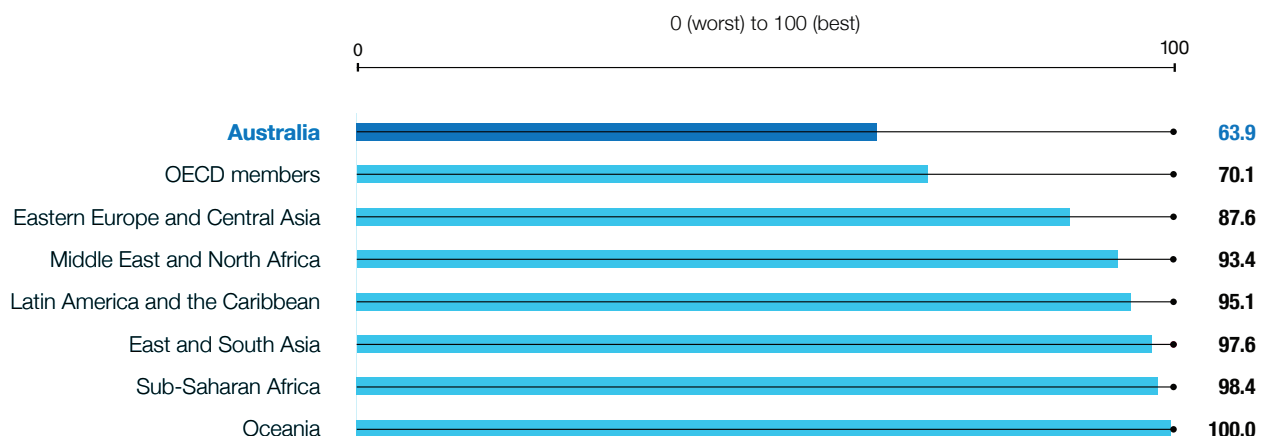 0 (worst) to 100 (best)
0 100
Australia 63.9
OECD members 70.1
Eastern Europe and Central Asia 87.6
Middle East and North Africa 93.4
Latin America and the Caribbean 95.1
East and South Asia 97.6
Sub-Saharan Africa 98.4
Oceania 100.0